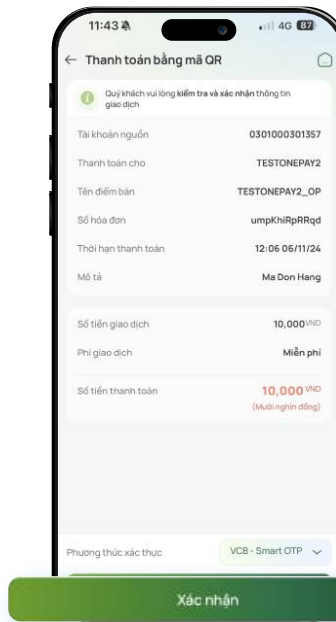 11:43 4G 87
Thanh toán bằng mã QR
Quý khách vui lòng kiểm tra và xác nhận thông tin
giao dịch
Tài khoản nguồn 0301000301357
Thanh toán cho TESTONEPAY2
Tên điểm bán TESTONEPAY2_OP
Số hóa đơn umpKhiRpRRqd
Thời hạn thanh toán 12:06 06/11/24
Mô tả Ma Don Hang
Số tiền giao dịch 10,000 VND
Phí giao dịch Miễn phí
Số tiền thanh toán 10,000 VND
(Mười nghìn đồng)
Phương thức xác thực VCB - Smart OTP
Xác nhận